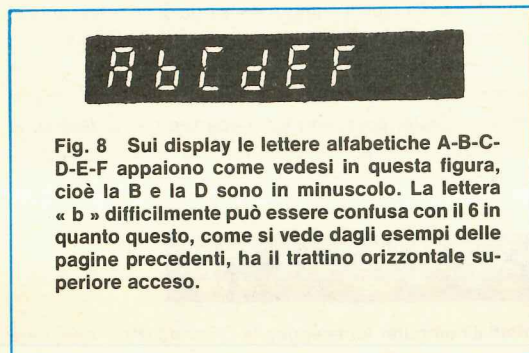 AbCdEF
Fig. 8 Sui display le lettere alfabetiche A-B-C-
D-E-F appaiono come vedesi in questa figura,
cioè la B e la D sono in minuscolo. La lettera
« b » difficilmente può essere confusa con il 6 in
quanto questo, come si vede dagli esempi delle
pagine precedenti, ha il trattino orizzontale su-
periore acceso.